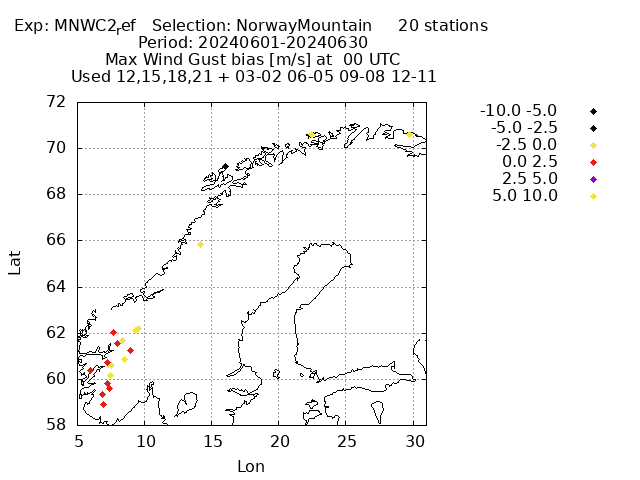 Exp: MNWC2ref Selection: NorwayMountain 20 stations
Period: 20240601-20240630
Max Wind Gust bias [m/s] at 00 UTC
Used 12,15,18,21 + 03-02 06-05 09-08 12-11
72
70
68
66
64
62
60
58
5 10 15 20 25 30
Lat
Lon
-10.0 -5.0
-5.0 -2.5
-2.5 0.0
0.0 2.5
2.5 5.0
5.0 10.0